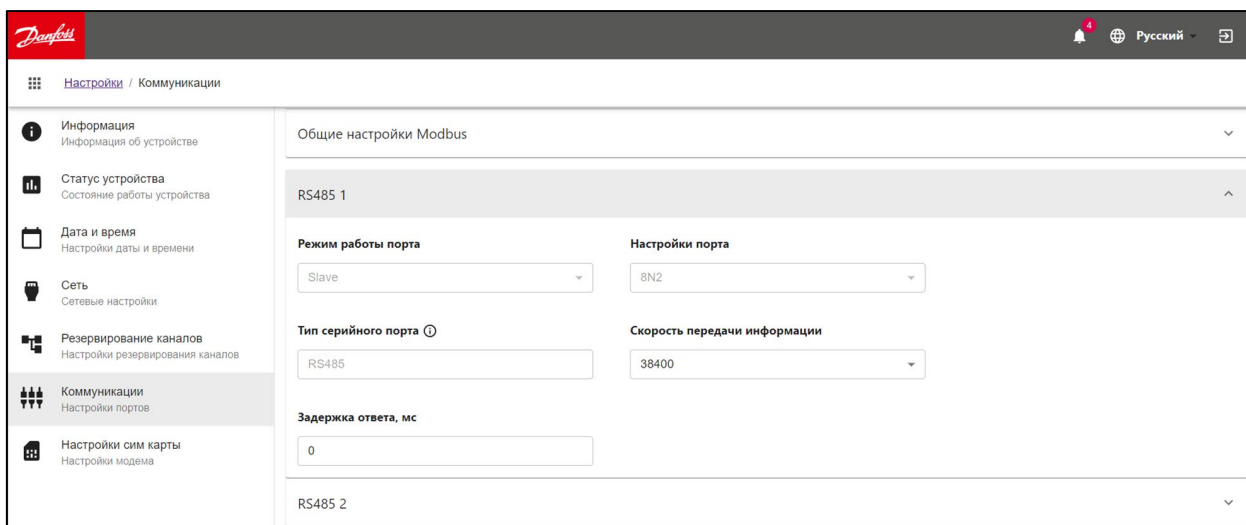 Danfoss
4
Русский
Настройки / Коммуникации
Информация
Информация об устройстве
Статус устройства
Состояние работы устройства
Дата и время
Настройки даты и времени
Сеть
Сетевые настройки
Резервирование каналов
Настройки резервирования каналов
Коммуникации
Настройки портов
Настройки сим карты
Настройки модема
Общие настройки Modbus
RS485 1
Режим работы порта
Настройки порта
Slave
8N2
Тип серийного порта
Скорость передачи информации
RS485
38400
Задержка ответа, мс
0
RS485 2